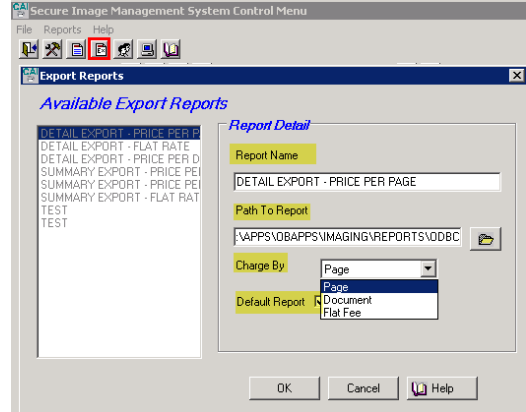 Secure Image Management System Control Menu
File Reports Help
Export Reports
Available Export Reports
DETAIL EXPORT - PRICE PER P
DETAIL EXPORT - FLAT RATE
DETAIL EXPORT - PRICE PER D
SUMMARY EXPORT - PRICE PEI
SUMMARY EXPORT - PRICE PEI
SUMMARY EXPORT - FLAT RAT
TEST
TEST
Report Detail
Report Name
DETAIL EXPORT - PRICE PER PAGE
Path To Report
:\APPS\OBAPPS\IMAGING\REPORTS\ODBC
Charge By
Page
Page
Document
Flat Fee
Default Report
OK
Cancel
Help